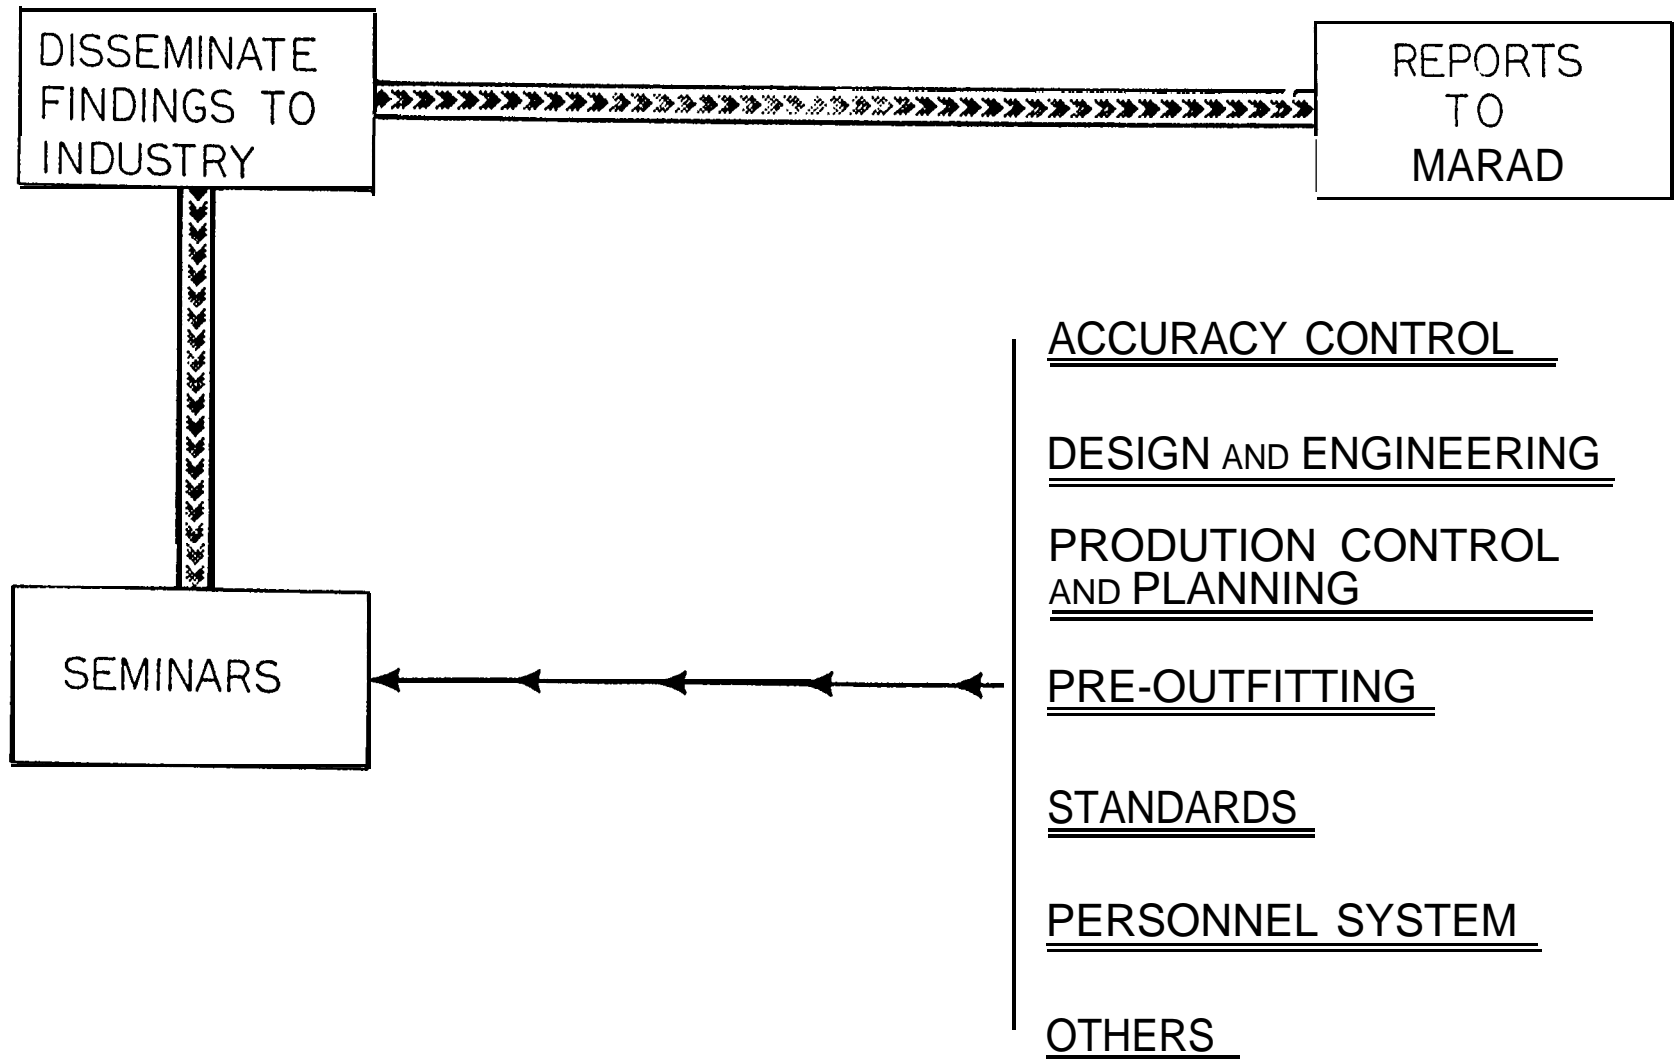 DISSEMINATE
FINDINGS TO
INDUSTRY
REPORTS
TO
MARAD
ACCURACY CONTROL
DESIGN AND ENGINEERING
PRODUTION CONTROL
AND PLANNING
SEMINARS
PRE-OUTFITTING
STANDARDS
PERSONNEL SYSTEM
OTHERS